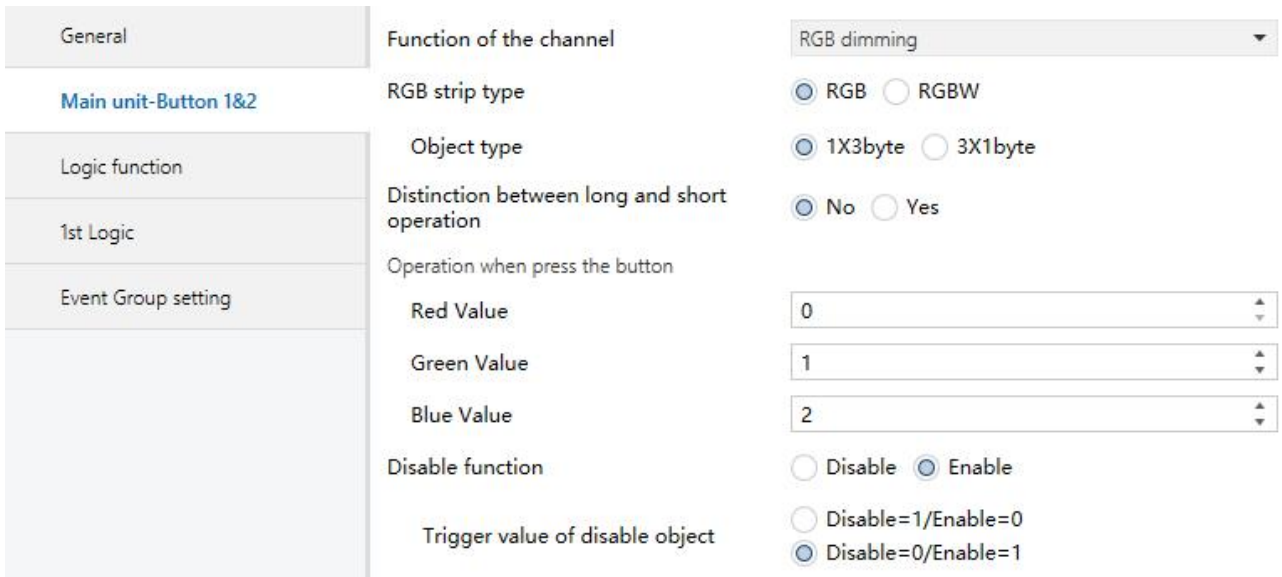 General
Main unit-Button 1&2
Logic function
1st Logic
Event Group setting
Function of the channel RGB dimming
RGB strip type RGB RGBW
Object type 1X3byte 3X1byte
Distinction between long and short
operation No Yes
Operation when press the button
Red Value 0
Green Value 1
Blue Value 2
Disable function Disable Enable
Trigger value of disable object Disable=1/Enable=0
Disable=0/Enable=1